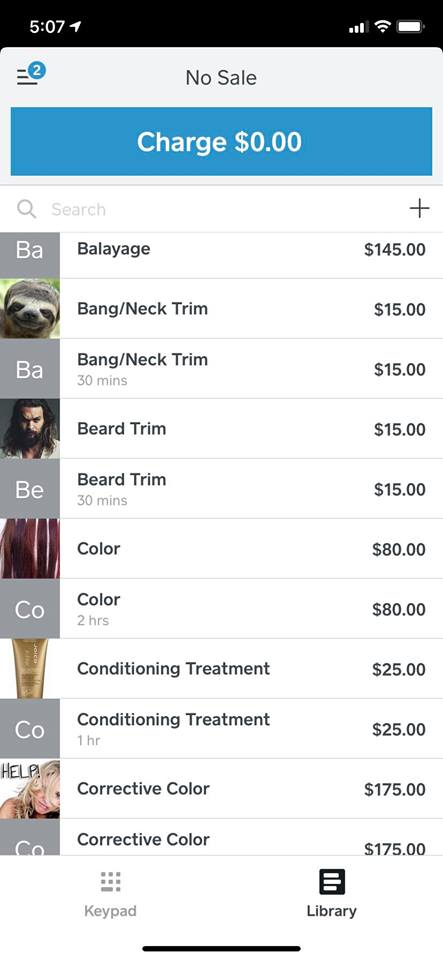 5:07
2
No Sale
Charge $0.00
Search
Ba Balayage $145.00
Bang/Neck Trim $15.00
Ba Bang/Neck Trim $15.00
30 mins
Beard Trim $15.00
Be Beard Trim $15.00
30 mins
Color $80.00
Co Color $80.00
2 hrs
JOICO
Conditioning Treatment $25.00
Co Conditioning Treatment $25.00
1 hr
HELP!
Corrective Color $175.00
Co Corrective Color $175.00
Keypad
Library